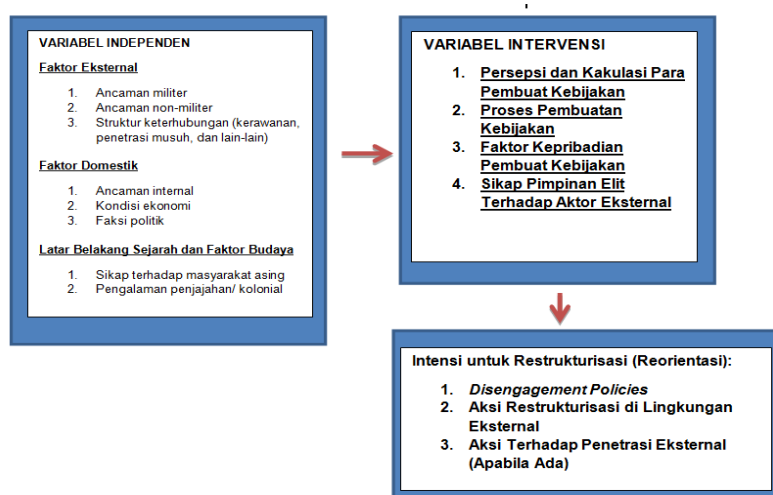 VARIABEL INDEPENDEN
Faktor Eksternal
1. Ancaman militer
2. Ancaman non-militer
3. Struktur keterhubungan (kerawanan,
penetrasi musuh, dan lain-lain)
Faktor Domestik
1. Ancaman internal
2. Kondisi ekonomi
3. Faksi politik
Latar Belakang Sejarah dan Faktor Budaya
1. Sikap terhadap masyarakat asing
2. Pengalaman penjajahan/ kolonial
VARIABEL INTERVENSI
1. Persepsi dan Kakulasi Para
Pembuat Kebijakan
2. Proses Pembuatan
Kebijakan
3. Faktor Kepribadian
Pembuat Kebijakan
4. Sikap Pimpinan Elit
Terhadap Aktor Eksternal
Intensi untuk Restrukturisasi (Reorientasi):
1. Disengagement Policies
2. Aksi Restrukturisasi di Lingkungan
Eksternal
3. Aksi Terhadap Penetrasi Eksternal
(Apabila Ada)